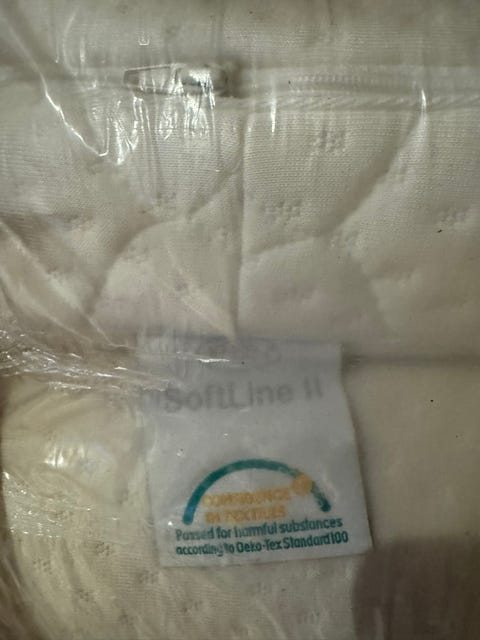 SoftLine II
CONFIDENCE
IN TEXTILES
Passed for harmful substances
according to Oeko-Tex Standard 100